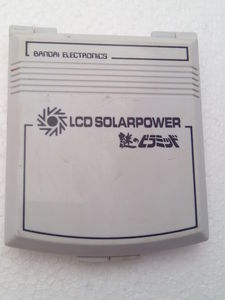 BANDAI ELECTRONICS
LCD SOLARPOWER
謎のピラミッド